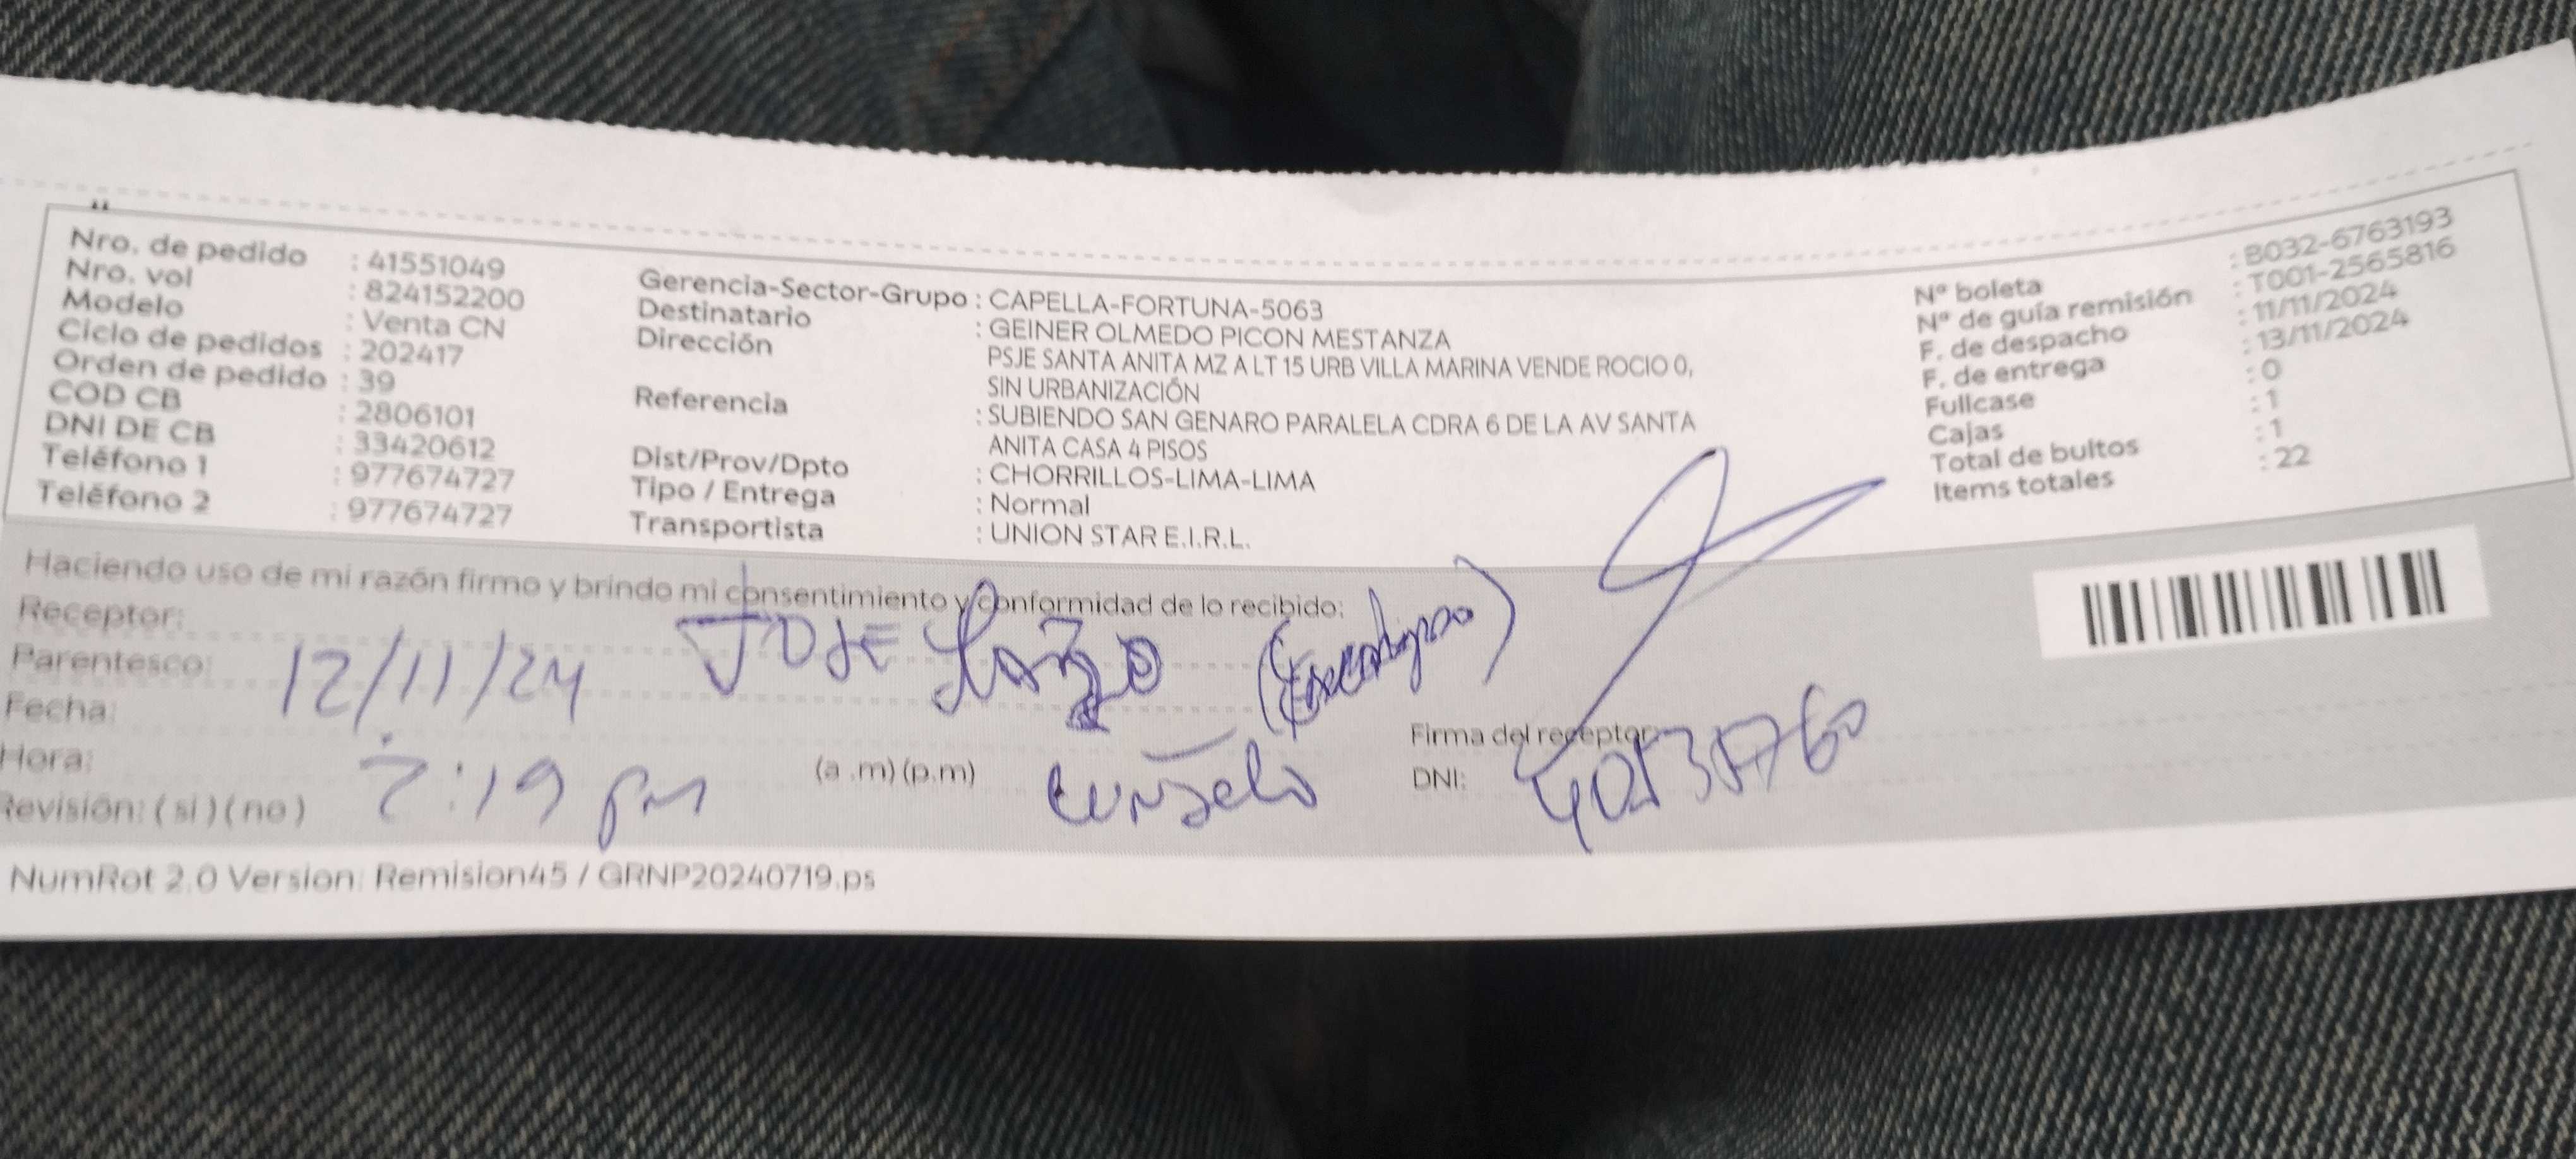 Nro. de pedido : 41551049
Nro. vol : 824152200
Modelo : Venta CN
Ciclo de pedidos : 202417
Orden de pedido : 39
COD CB : 2806101
DNI DE CB : 33420612
Teléfono 1 : 977674727
Teléfono 2 : 977674727
Gerencia-Sector-Grupo : CAPELLA-FORTUNA-5063
Destinatario : GEINER OLMEDO PICON MESTANZA
Dirección PSJE SANTA ANITA MZ A LT 15 URB VILLA MARINA VENDE ROCIO 0,
SIN URBANIZACIÓN
Referencia : SUBIENDO SAN GENARO PARALELA CDRA 6 DE LA AV SANTA
ANITA CASA 4 PISOS
Dist/Prov/Dpto : CHORRILLOS-LIMA-LIMA
Tipo / Entrega : Normal
Transportista : UNION STAR E.I.R.L.
Nº boleta : B032-6763193
Nº de guía remisión : T001-2565816
F. de despacho : 11/11/2024
F. de entrega : 13/11/2024
Fullcase : 0
Cajas : 1
Total de bultos : 1
Items totales : 22
Haciendo uso de mi razón firmo y brindo mi consentimiento y conformidad de lo recibido:
Receptor: JOSE
Parentesco:
Fecha: 12/11/24
Hora: 7:19 pm (a .m) (p.m)
Revisión: ( si ) ( no )
Firma del receptor
DNI:
NumRot 2.0 Version: Remision45 / GRNP20240719.ps